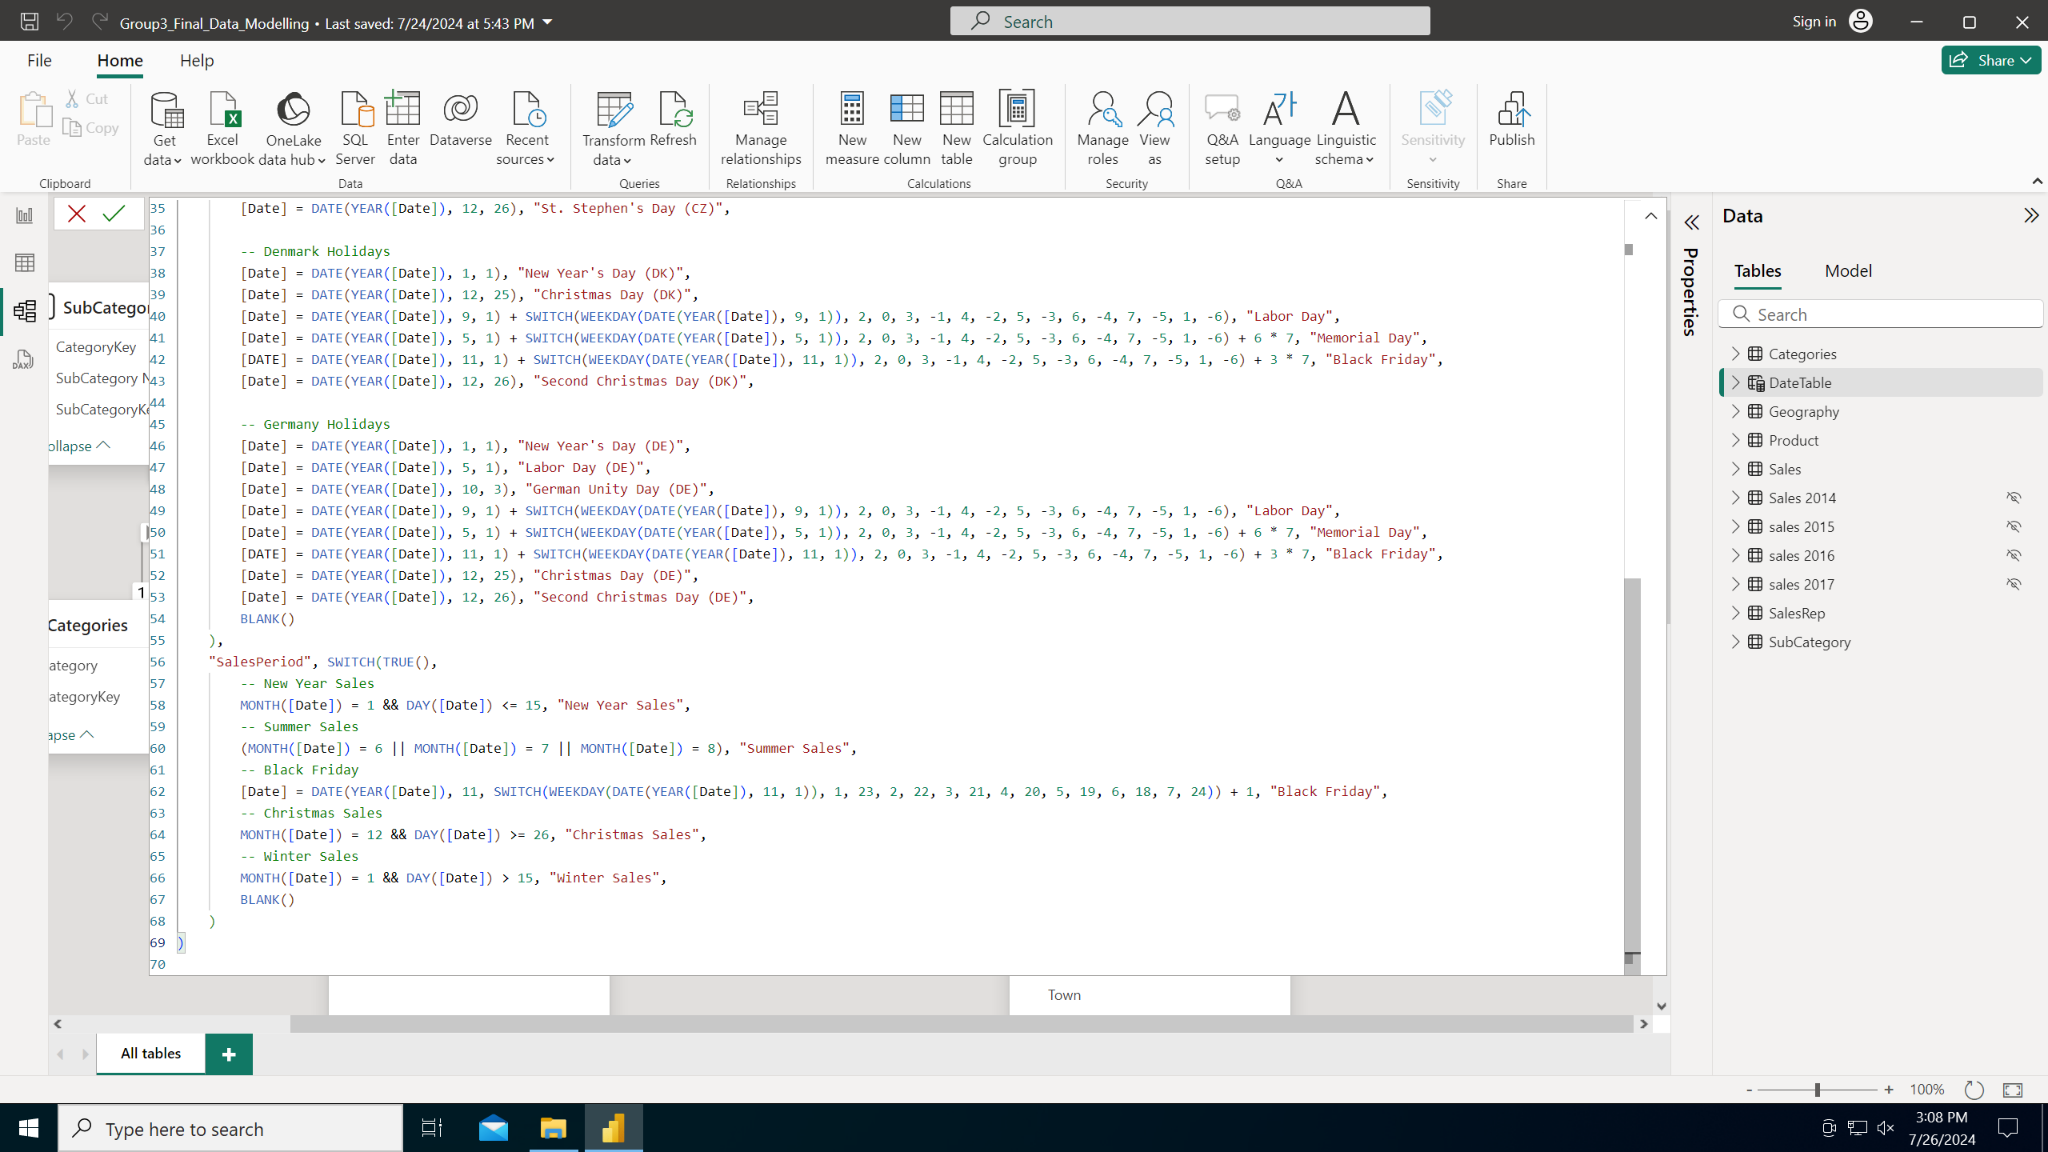 Group3_Final_Data_Modelling • Last saved: 7/24/2024 at 5:43 PM
Search
Sign in
File Home Help
Share
Paste
Cut
Copy
Get data
Excel workbook
OneLake data hub
SQL Server
Enter data
Dataverse
Recent sources
Transform data
Refresh
Manage relationships
New measure
New column
New table
Calculation group
Manage roles
View as
Q&A setup
Language
Linguistic schema
Sensitivity
Publish
Clipboard
Data
Queries
Relationships
Calculations
Security
Q&A
Sensitivity
Share
35 [Date] = DATE(YEAR([Date]), 12, 26), "St. Stephen's Day (CZ)",
36
37 -- Denmark Holidays
38 [Date] = DATE(YEAR([Date]), 1, 1), "New Year's Day (DK)",
39 [Date] = DATE(YEAR([Date]), 12, 25), "Christmas Day (DK)",
40 [Date] = DATE(YEAR([Date]), 9, 1) + SWITCH(WEEKDAY(DATE(YEAR([Date]), 9, 1)), 2, 0, 3, -1, 4, -2, 5, -3, 6, -4, 7, -5, 1, -6), "Labor Day",
41 [Date] = DATE(YEAR([Date]), 5, 1) + SWITCH(WEEKDAY(DATE(YEAR([Date]), 5, 1)), 2, 0, 3, -1, 4, -2, 5, -3, 6, -4, 7, -5, 1, -6) + 6 * 7, "Memorial Day",
42 [DATE] = DATE(YEAR([Date]), 11, 1) + SWITCH(WEEKDAY(DATE(YEAR([Date]), 11, 1)), 2, 0, 3, -1, 4, -2, 5, -3, 6, -4, 7, -5, 1, -6) + 3 * 7, "Black Friday",
43 [Date] = DATE(YEAR([Date]), 12, 26), "Second Christmas Day (DK)",
44
45 -- Germany Holidays
46 [Date] = DATE(YEAR([Date]), 1, 1), "New Year's Day (DE)",
47 [Date] = DATE(YEAR([Date]), 5, 1), "Labor Day (DE)",
48 [Date] = DATE(YEAR([Date]), 10, 3), "German Unity Day (DE)",
49 [Date] = DATE(YEAR([Date]), 9, 1) + SWITCH(WEEKDAY(DATE(YEAR([Date]), 9, 1)), 2, 0, 3, -1, 4, -2, 5, -3, 6, -4, 7, -5, 1, -6), "Labor Day",
50 [Date] = DATE(YEAR([Date]), 5, 1) + SWITCH(WEEKDAY(DATE(YEAR([Date]), 5, 1)), 2, 0, 3, -1, 4, -2, 5, -3, 6, -4, 7, -5, 1, -6) + 6 * 7, "Memorial Day",
51 [DATE] = DATE(YEAR([Date]), 11, 1) + SWITCH(WEEKDAY(DATE(YEAR([Date]), 11, 1)), 2, 0, 3, -1, 4, -2, 5, -3, 6, -4, 7, -5, 1, -6) + 3 * 7, "Black Friday",
52 [Date] = DATE(YEAR([Date]), 12, 25), "Christmas Day (DE)",
53 [Date] = DATE(YEAR([Date]), 12, 26), "Second Christmas Day (DE)",
54 BLANK()
55 ),
56 "SalesPeriod", SWITCH(TRUE(),
57 -- New Year Sales
58 MONTH([Date]) = 1 && DAY([Date]) <= 15, "New Year Sales",
59 -- Summer Sales
60 (MONTH([Date]) = 6 || MONTH([Date]) = 7 || MONTH([Date]) = 8), "Summer Sales",
61 -- Black Friday
62 [Date] = DATE(YEAR([Date]), 11, SWITCH(WEEKDAY(DATE(YEAR([Date]), 11, 1)), 1, 23, 2, 22, 3, 21, 4, 20, 5, 19, 6, 18, 7, 24)) + 1, "Black Friday",
63 -- Christmas Sales
64 MONTH([Date]) = 12 && DAY([Date]) >= 26, "Christmas Sales",
65 -- Winter Sales
66 MONTH([Date]) = 1 && DAY([Date]) > 15, "Winter Sales",
67 BLANK()
68 )
69 )
70
SubCatego
CategoryKey
SubCategory N
SubCategoryKe
ollapse
1
Categories
ategory
ategoryKey
apse
Town
All tables
+
Properties
Data
Tables Model
Search
Categories
DateTable
Geography
Product
Sales
Sales 2014
sales 2015
sales 2016
sales 2017
SalesRep
SubCategory
- + 100%
Type here to search
3:08 PM
7/26/2024